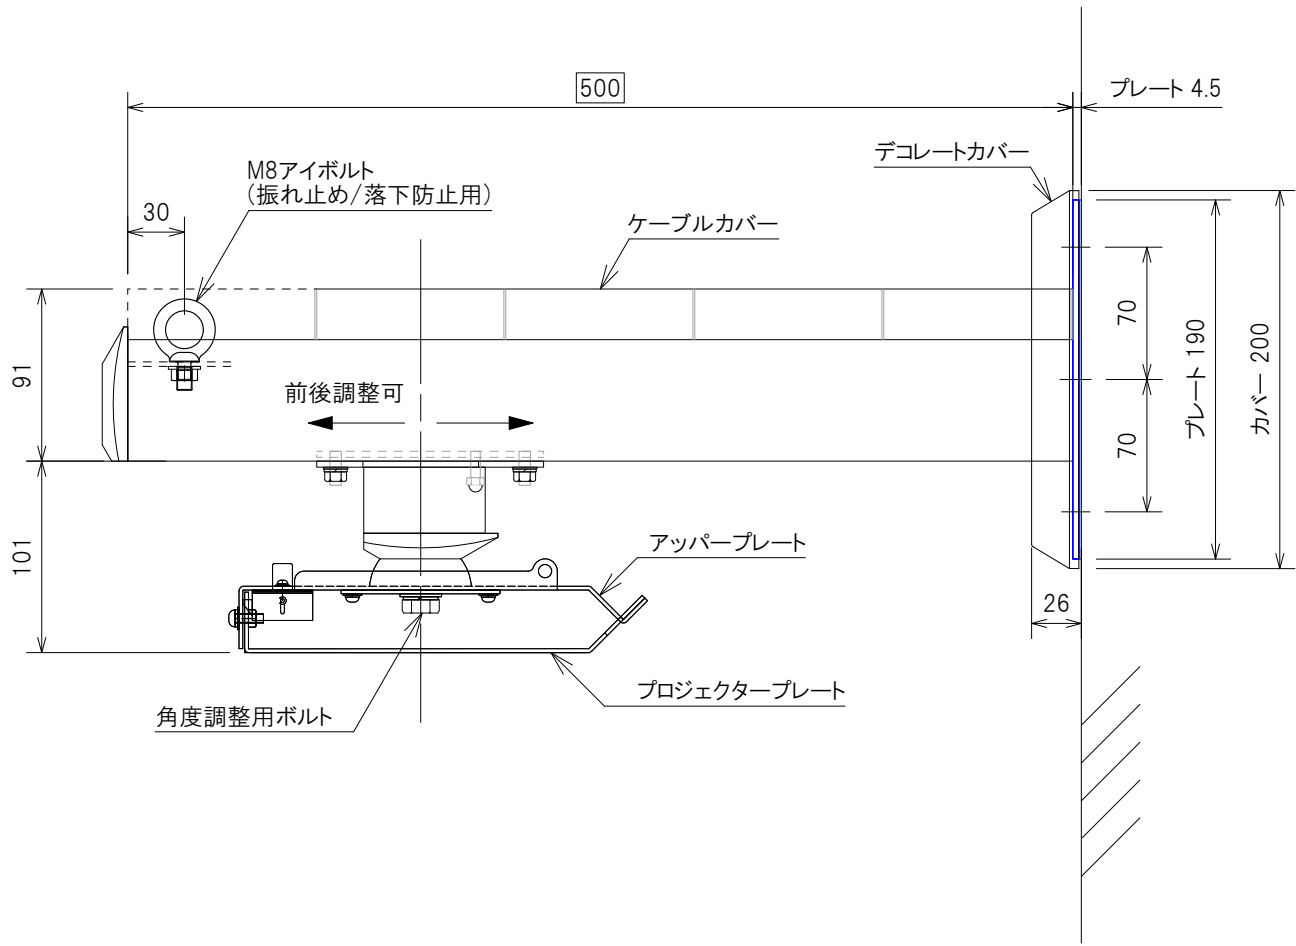 500
プレート 4.5
デコレートカバー
M8アイボルト
(振れ止め/落下防止用)
30
ケーブルカバー
91
前後調整可
70
70
プレート 190
カバー 200
101
アッパープレート
26
プロジェクタープレート
角度調整用ボルト